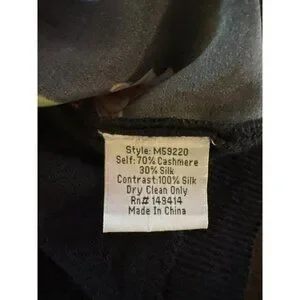 Style: M59220
Self: 70% Cashmere
30% Silk
Contrast:100% Silk
Dry Clean Only
Rn# 149414
Made In China